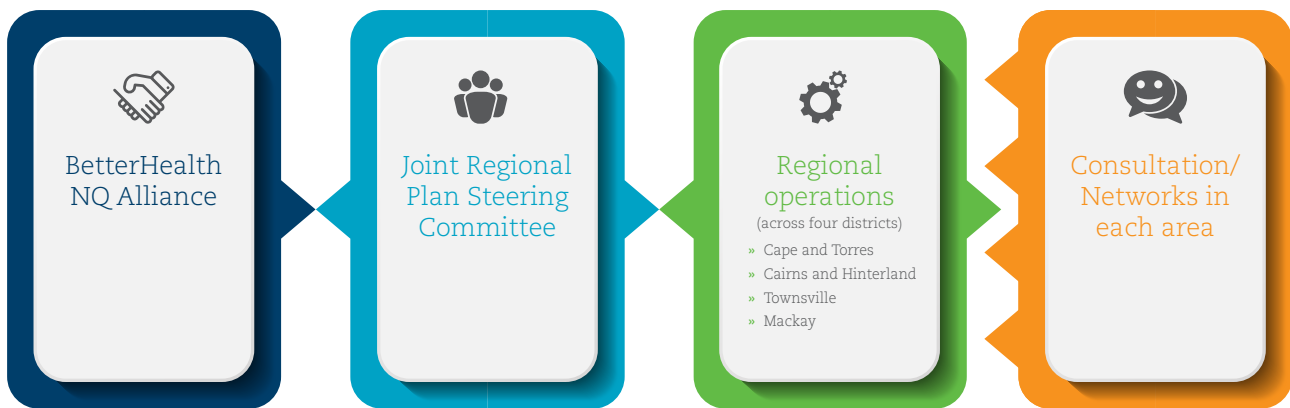 BetterHealth
NQ Alliance
Joint Regional
Plan Steering
Committee
Regional
operations
(across four districts)
» Cape and Torres
» Cairns and Hinterland
» Townsville
» Mackay
Consultation/
Networks in
each area